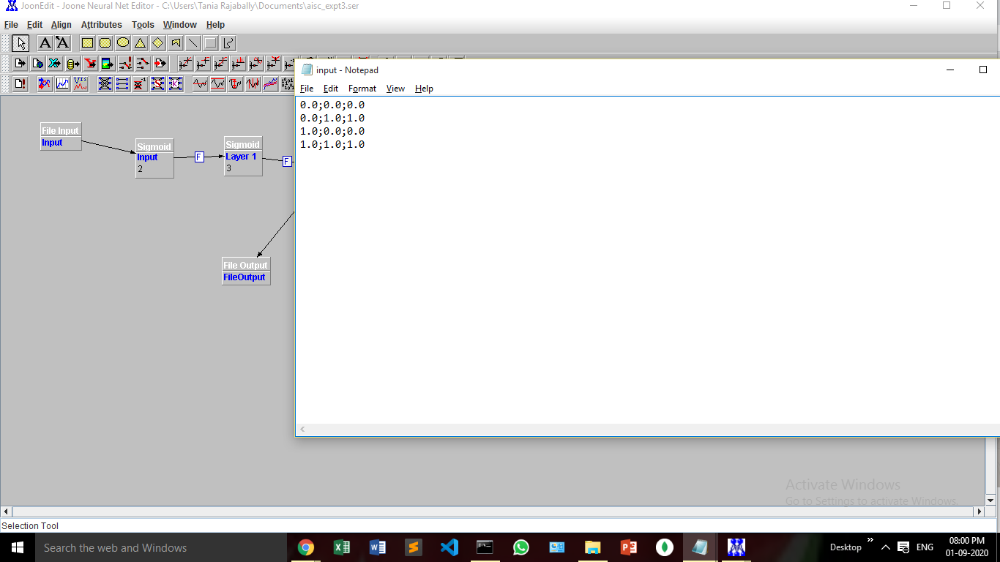 JoonEdit - Joone Neural Net Editor - C:\Users\Tania Rajabally\Documents\aisc_expt3.ser
File Edit Align Attributes Tools Window Help
A A
VIS
input - Notepad
File Edit Format View Help
0.0;0.0;0.0
0.0;1.0;1.0
1.0;0.0;0.0
1.0;1.0;1.0
File Input
Input
Sigmoid
Input
2
F
Sigmoid
Layer 1
3
F
File Output
FileOutput
Activate Windows
Go to Settings to activate Windows.
Selection Tool
Search the web and Windows
Desktop
ENG
08:00 PM
01-09-2020